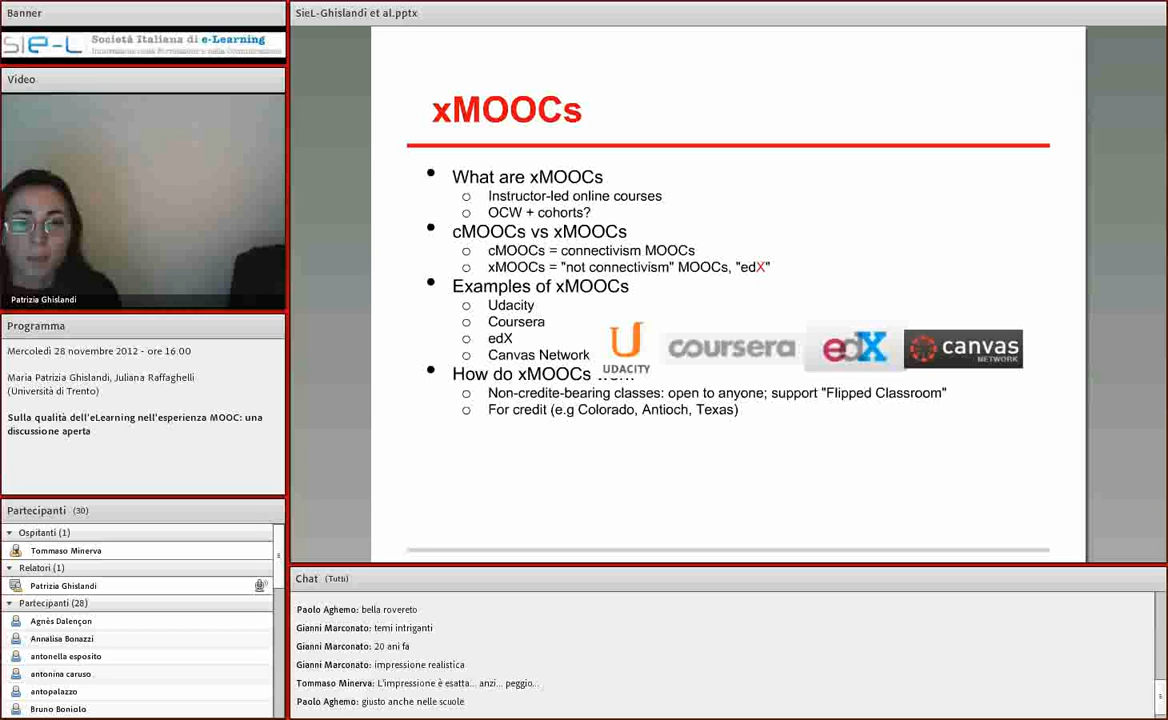 Banner
sie-L Società Italiana di e-Learning
Innovazione nella Formazione e nella Comunicazione
Video
Patrizia Ghislandi
Programma
Mercoledì 28 novembre 2012 - ore 16:00
Maria Patrizia Ghislandi, Juliana Raffaghelli
(Università di Trento)
Sulla qualità dell'eLearning nell'esperienza MOOC: una
discussione aperta
Partecipanti (30)
Ospitanti (1)
Tommaso Minerva
Relatori (1)
Patrizia Ghislandi
Partecipanti (28)
Agnès Dalençon
Annalisa Bonazzi
antonella esposito
antonina caruso
antopalazzo
Bruno Boniolo
SieL-Ghislandi et al.pptx
xMOOCs
What are xMOOCs
Instructor-led online courses
OCW + cohorts?
cMOOCs vs xMOOCs
cMOOCs = connectivism MOOCs
xMOOCs = "not connectivism" MOOCs, "edX"
Examples of xMOOCs
Udacity
Coursera
edX
Canvas Network
U UDACITY
coursera
edX
canvas NETWORK
How do xMOOCs
Non-credite-bearing classes: open to anyone; support "Flipped Classroom"
For credit (e.g Colorado, Antioch, Texas)
Chat (Tutti)
Paolo Aghemo: bella rovereto
Gianni Marconato: temi intriganti
Gianni Marconato: 20 ani fa
Gianni Marconato: impressione realistica
Tommaso Minerva: L'impressione è esatta... anzi... peggio...
Paolo Aghemo: giusto anche nelle scuole